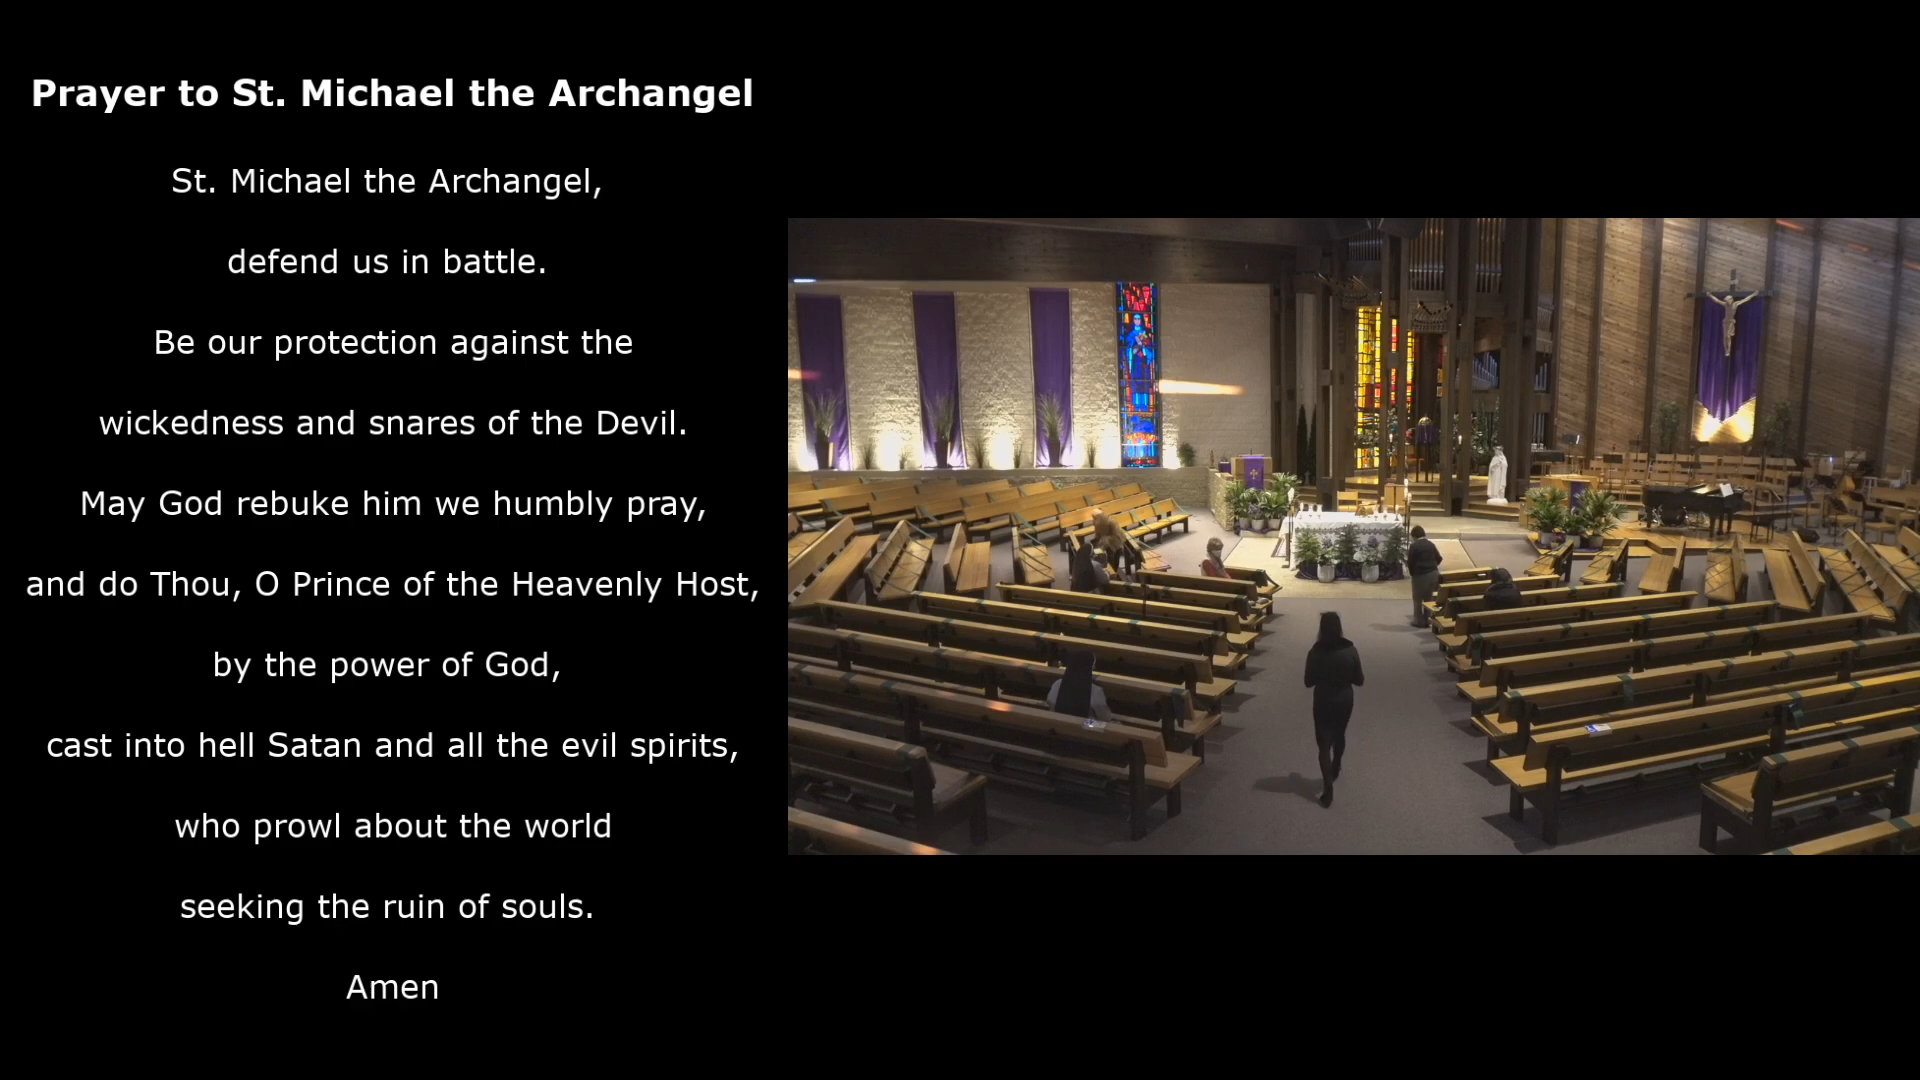 Prayer to St. Michael the Archangel
St. Michael the Archangel,
defend us in battle.
Be our protection against the
wickedness and snares of the Devil.
May God rebuke him we humbly pray,
and do Thou, O Prince of the Heavenly Host,
by the power of God,
cast into hell Satan and all the evil spirits,
who prowl about the world
seeking the ruin of souls.
Amen